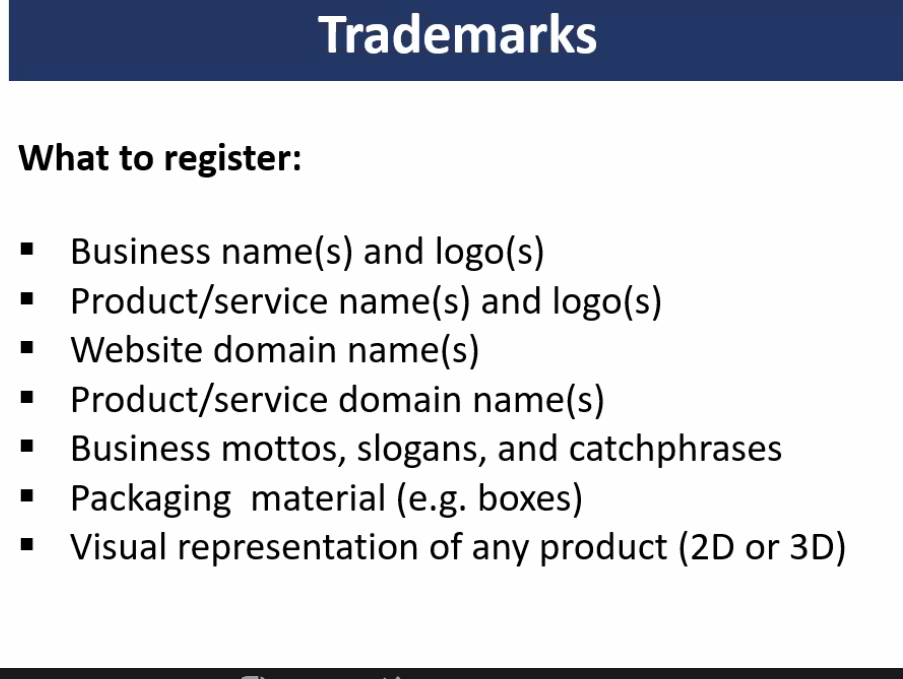 Trademarks
What to register:
▪ Business name(s) and logo(s)
▪ Product/service name(s) and logo(s)
▪ Website domain name(s)
▪ Product/service domain name(s)
▪ Business mottos, slogans, and catchphrases
▪ Packaging  material (e.g. boxes)
▪ Visual representation of any product (2D or 3D)